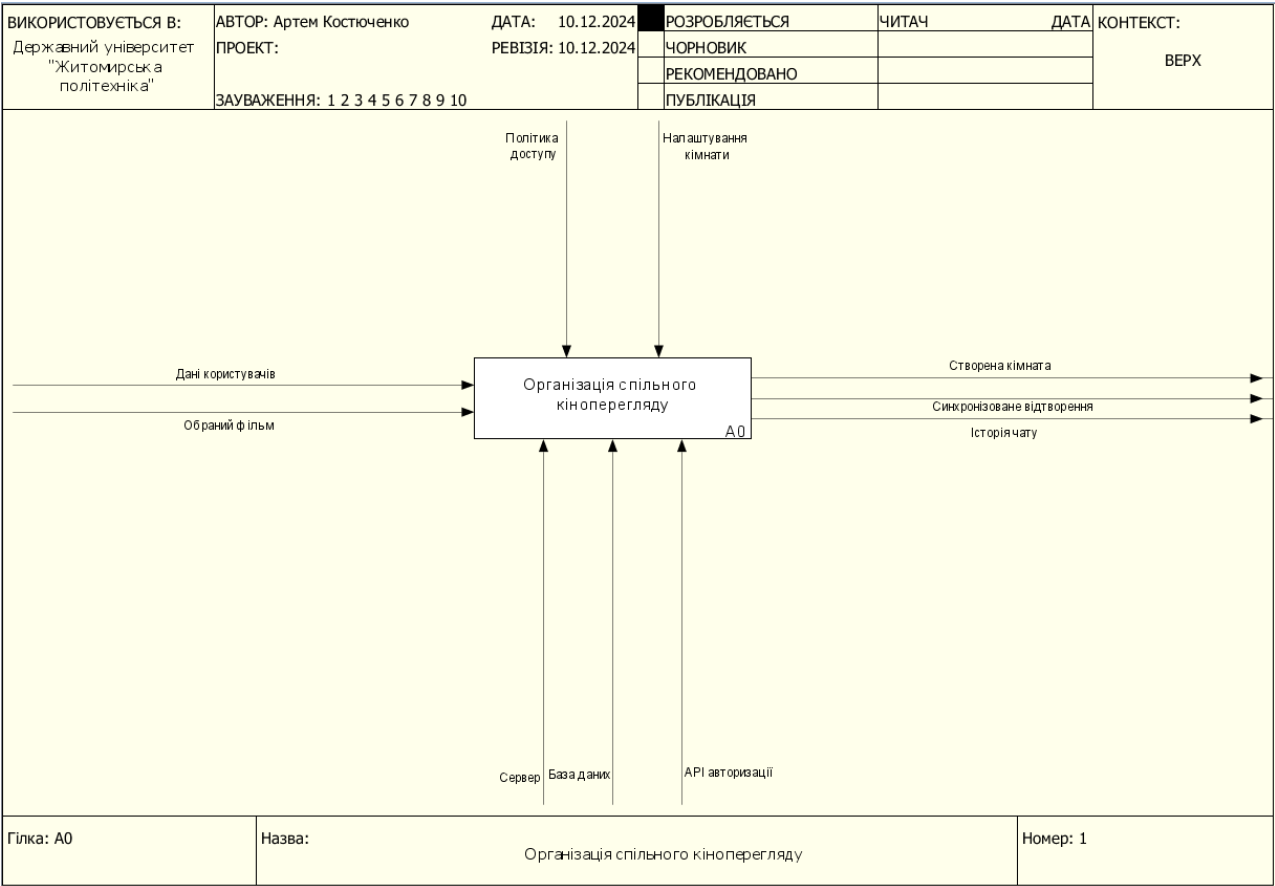 ВИКОРИСТОВУЄТЬСЯ В:
Державний університет
"Житомирська
політехніка"
АВТОР: Артем Костюченко
ДАТА: 10.12.2024
ПРОЕКТ:
РЕВІЗІЯ: 10.12.2024
ЗАУВАЖЕННЯ: 1 2 3 4 5 6 7 8 9 10
РОЗРОБЛЯЄТЬСЯ
ЧОРНОВИК
РЕКОМЕНДОВАНО
ПУБЛІКАЦІЯ
ЧИТАЧ
ДАТА
КОНТЕКСТ:
ВЕРХ
Політика
доступу
Налаштування
кімнати
Дані користувачів
Обраний фільм
Організація спільного
кіноперегляду
A0
Створена кімната
Синхронізоване відтворення
Історія чату
Сервер
База даних
API авторизації
Гілка: A0
Назва:
Організація спільного кіноперегляду
Номер: 1